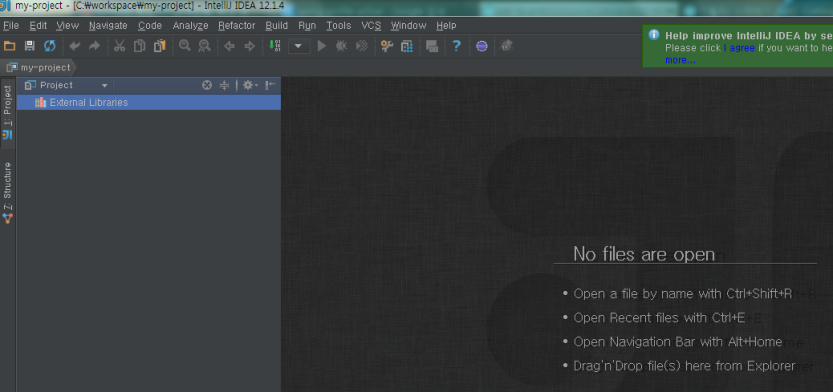 my-project - [C:₩workspace₩my-project] - IntelliJ IDEA 12.1.4
File Edit View Navigate Code Analyze Refactor Build Run Tools VCS Window Help
Help improve IntelliJ IDEA by se
Please click I agree if you want to he
more...
my-project
1: Project
Project
External Libraries
Z: Structure
No files are open
• Open a file by name with Ctrl+Shift+R
• Open Recent files with Ctrl+E
• Open Navigation Bar with Alt+Home
• Drag'n'Drop file(s) here from Explorer